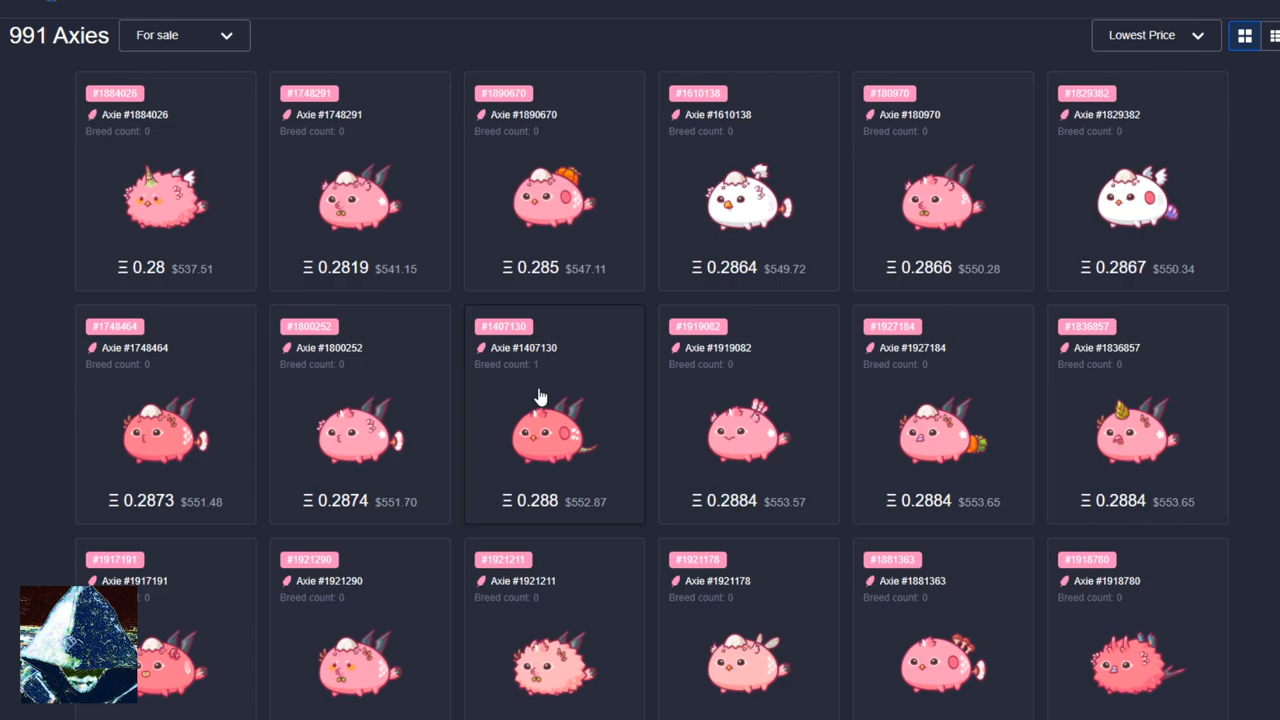 991 Axies For sale Lowest Price
#1884026 #1748291 #1890670 #1610138 #180970 #1829382
Axie #1884026 Axie #1748291 Axie #1890670 Axie #1610138 Axie #180970 Axie #1829382
Breed count: 0 Breed count: 0 Breed count: 0 Breed count: 0 Breed count: 0 Breed count: 0
Ξ 0.28 $537.51 Ξ 0.2819 $541.15 Ξ 0.285 $547.11 Ξ 0.2864 $549.72 Ξ 0.2866 $550.28 Ξ 0.2867 $550.34
#1748464 #1800252 #1407130 #1919082 #1927184 #1836857
Axie #1748464 Axie #1800252 Axie #1407130 Axie #1919082 Axie #1927184 Axie #1836857
Breed count: 0 Breed count: 0 Breed count: 1 Breed count: 0 Breed count: 0 Breed count: 0
Ξ 0.2873 $551.48 Ξ 0.2874 $551.70 Ξ 0.288 $552.87 Ξ 0.2884 $553.57 Ξ 0.2884 $553.65 Ξ 0.2884 $553.65
#1917191 #1921290 #1921211 #1921178 #1881363 #1918780
Axie #1917191 Axie #1921290 Axie #1921211 Axie #1921178 Axie #1881363 Axie #1918780
Breed count: 0 Breed count: 0 Breed count: 0 Breed count: 0 Breed count: 0